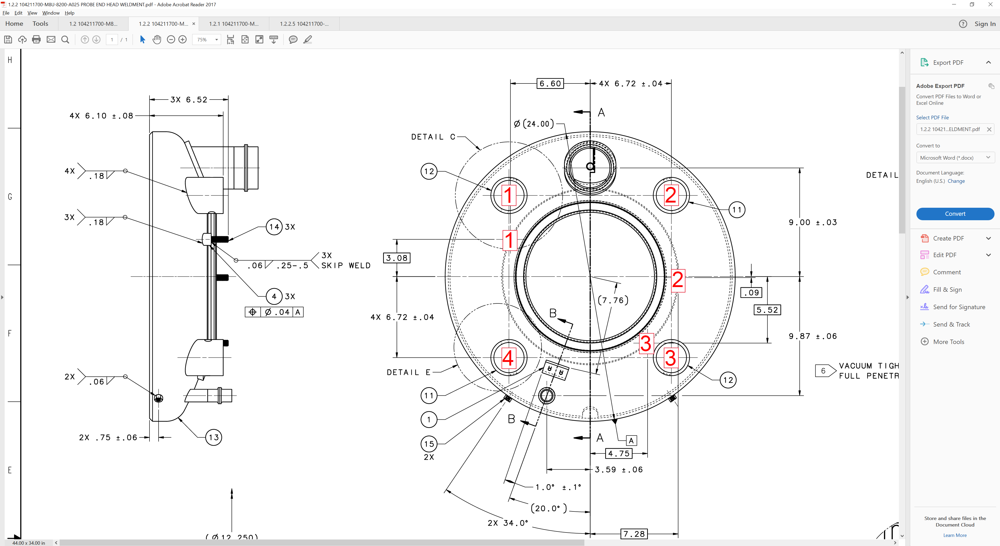 1.2.2 104211700-M8U-8200-A025 PROBE END HEAD WELDMENT.pdf - Adobe Acrobat Reader 2017
File Edit View Window Help
Home Tools 1.2 104211700-M8... 1.2.2 104211700-M... × 1.2.1 104211700-M... 1.2.2.5 104211700-... ? Sign In
1 / 1 75%
H
G
F
E
3X 6.52
4X 6.10 ±.08
4X .18
3X .18
14 3X
.06 .25-.5 3X
SKIP WELD
4 3X
⌖ Ø.04 A
2X .06
2X .75 ±.06
13
(Ø12.250)
6.60
4X 6.72 ±.04
A
Ø(24.00)
DETAIL C
12
1
2
11
1
3.08
2
9.00 ±.03
.09
(7.76)
5.52
B
4X 6.72 ±.04
3
9.87 ±.06
4
3
DETAIL E
12
11
1
B
15
2X
A
A
4.75
3.59 ±.06
1.0° ±.1°
(20.0°)
2X 34.0°
7.28
DETAIL
6 VACUUM TIGH
FULL PENETR
44.00 x 34.00 in
Export PDF
Adobe Export PDF
Convert PDF Files to Word or
Excel Online
Select PDF File
1.2.2 10421...ELDMENT.pdf
Convert to
Microsoft Word (*.docx)
Document Language:
English (U.S.) Change
Convert
Create PDF
Edit PDF
Comment
Fill & Sign
Send for Signature
Send & Track
More Tools
Store and share files in the
Document Cloud
Learn More